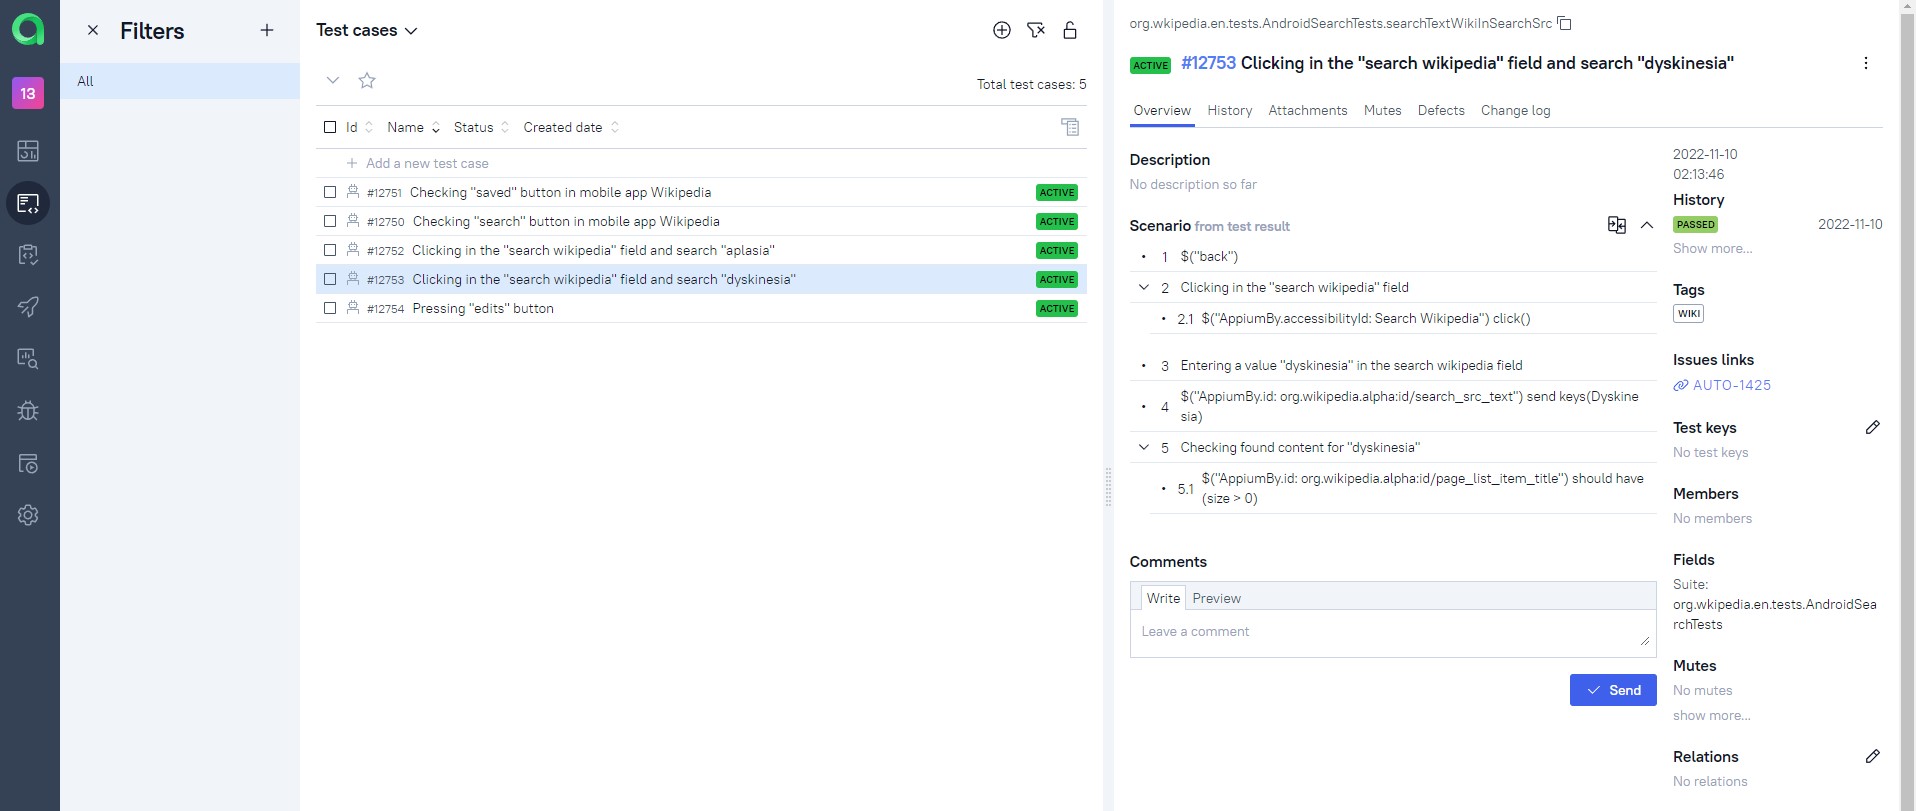 13
Filters
All
Test cases
Total test cases: 5
Id Name Status Created date
Add a new test case
#12751 Checking "saved" button in mobile app Wikipedia ACTIVE
#12750 Checking "search" button in mobile app Wikipedia ACTIVE
#12752 Clicking in the "search wikipedia" field and search "aplasia" ACTIVE
#12753 Clicking in the "search wikipedia" field and search "dyskinesia" ACTIVE
#12754 Pressing "edits" button ACTIVE
org.wkipedia.en.tests.AndroidSearchTests.searchTextWikiInSearchSrc
ACTIVE #12753 Clicking in the "search wikipedia" field and search "dyskinesia"
Overview History Attachments Mutes Defects Change log
Description
No description so far
Scenario from test result
1 $("back")
2 Clicking in the "search wikipedia" field
2.1 $("AppiumBy.accessibilityId: Search Wikipedia") click()
3 Entering a value "dyskinesia" in the search wikipedia field
4 $("AppiumBy.id: org.wikipedia.alpha:id/search_src_text") send keys(Dyskine
sia)
5 Checking found content for "dyskinesia"
5.1 $("AppiumBy.id: org.wikipedia.alpha:id/page_list_item_title") should have
(size > 0)
Comments
Write Preview
Leave a comment
Send
2022-11-10
02:13:46
History
PASSED 2022-11-10
Show more...
Tags
WIKI
Issues links
AUTO-1425
Test keys
No test keys
Members
No members
Fields
Suite:
org.wkipedia.en.tests.AndroidSea
rchTests
Mutes
No mutes
show more...
Relations
No relations